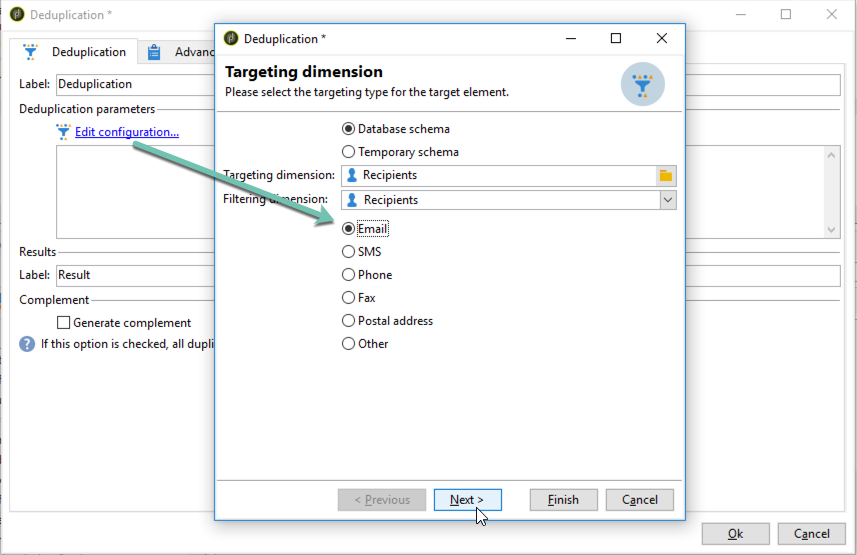 Deduplication *
Deduplication
Advanc
Label: Deduplication
Deduplication parameters
Edit configuration...
Results
Label: Result
Complement
Generate complement
If this option is checked, all dupli
Ok
Cancel
Deduplication *
Targeting dimension
Please select the targeting type for the target element.
Database schema
Temporary schema
Targeting dimension: Recipients
Filtering dimension: Recipients
Email
SMS
Phone
Fax
Postal address
Other
< Previous
Next >
Finish
Cancel